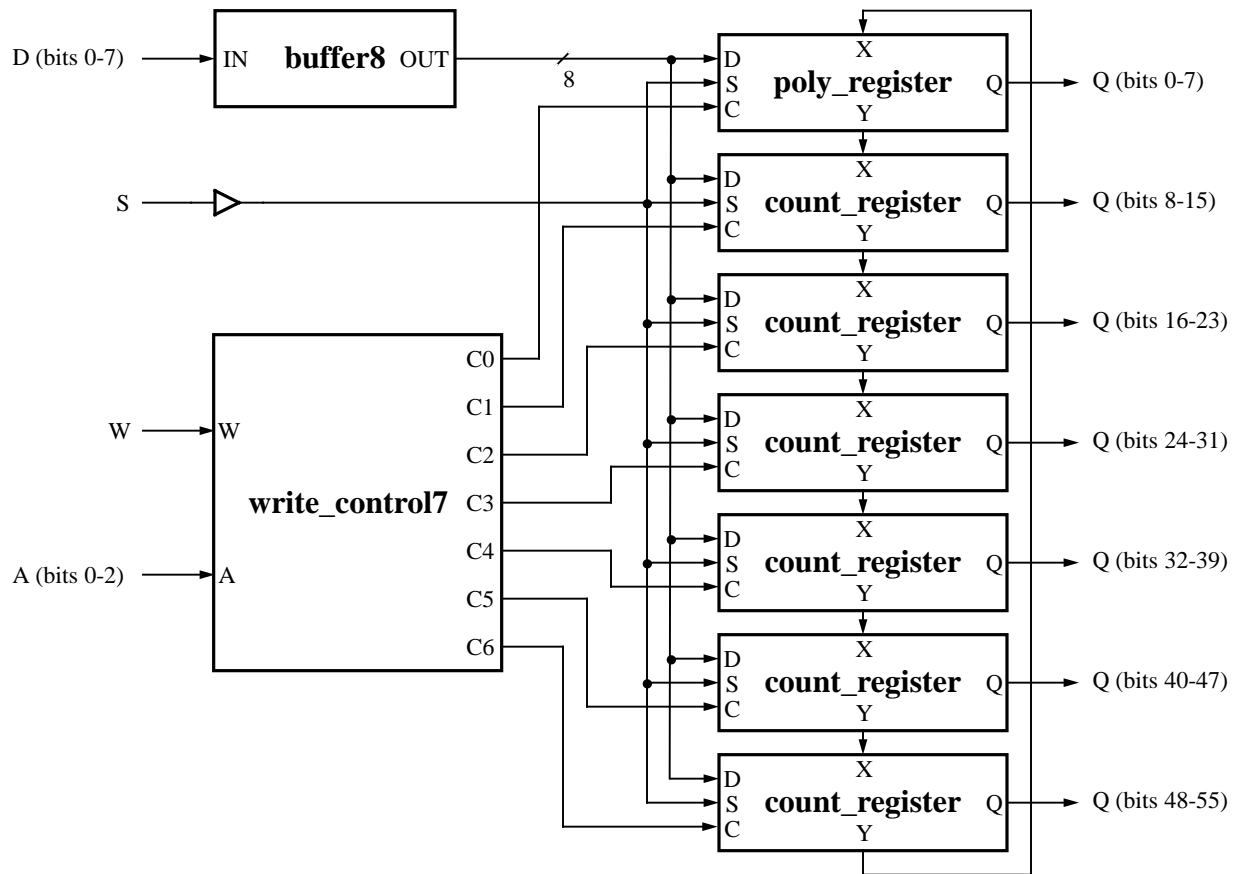 D (bits 0-7)
IN buffer8 OUT
8
X
D
S poly_register Q
C
Y
Q (bits 0-7)
S
X
D
S count_register Q
C
Y
Q (bits 8-15)
X
D
S count_register Q
C
Y
Q (bits 16-23)
W
A (bits 0-2)
W
A
write_control7
C0
C1
C2
C3
C4
C5
C6
X
D
S count_register Q
C
Y
Q (bits 24-31)
X
D
S count_register Q
C
Y
Q (bits 32-39)
X
D
S count_register Q
C
Y
Q (bits 40-47)
X
D
S count_register Q
C
Y
Q (bits 48-55)